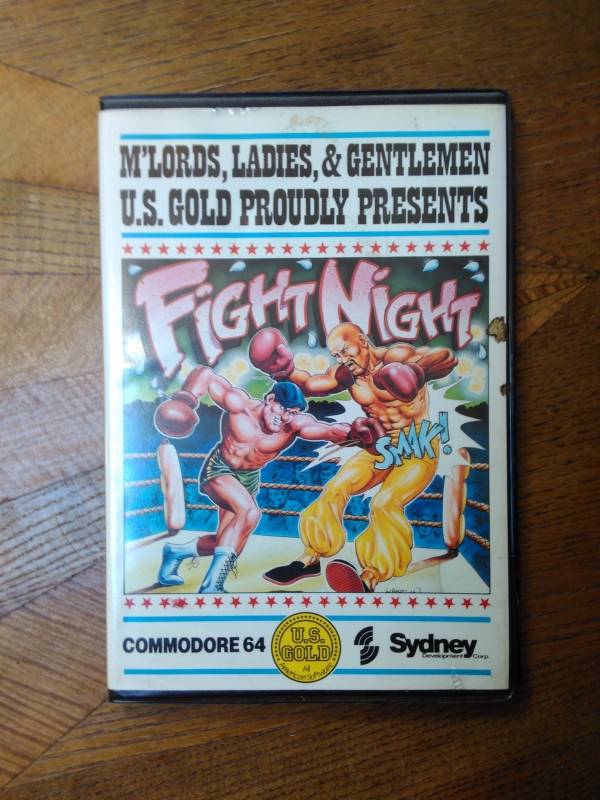 M'LORDS, LADIES, & GENTLEMEN
U.S. GOLD PROUDLY PRESENTS
FIGHT NIGHT
SMAK!
COMMODORE 64
U.S.
GOLD
All
American Software
Sydney
Development Corp.